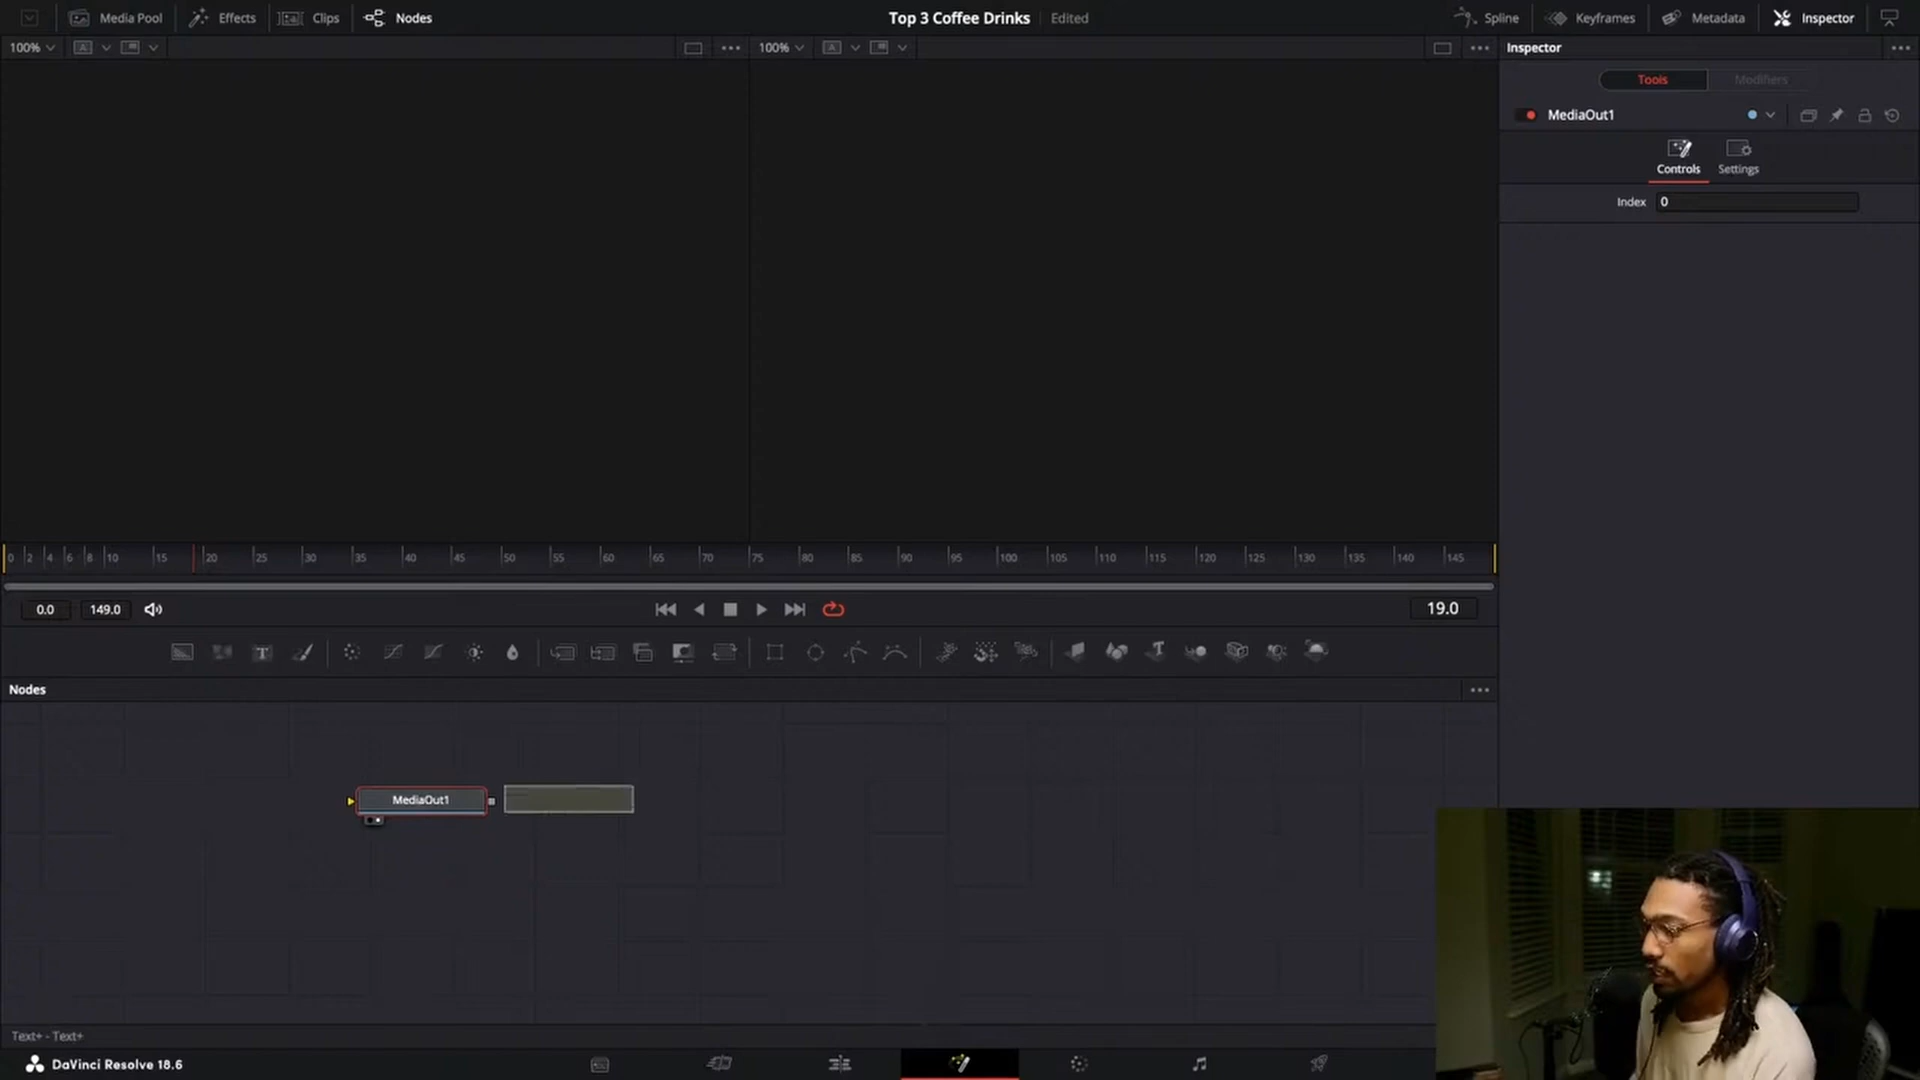 Media Pool Effects Clips Nodes Top 3 Coffee Drinks Edited Spline Keyframes Metadata Inspector
100% 100% Inspector
Tools Modifiers
MediaOut1
Controls Settings
Index 0
0 2 4 6 8 10 15 20 25 30 35 40 45 50 55 60 65 70 75 80 85 90 95 100 105 110 115 120 125 130 135 140 145
0.0 149.0 19.0
Nodes
MediaOut1
Text+ - Text+
DaVinci Resolve 18.6